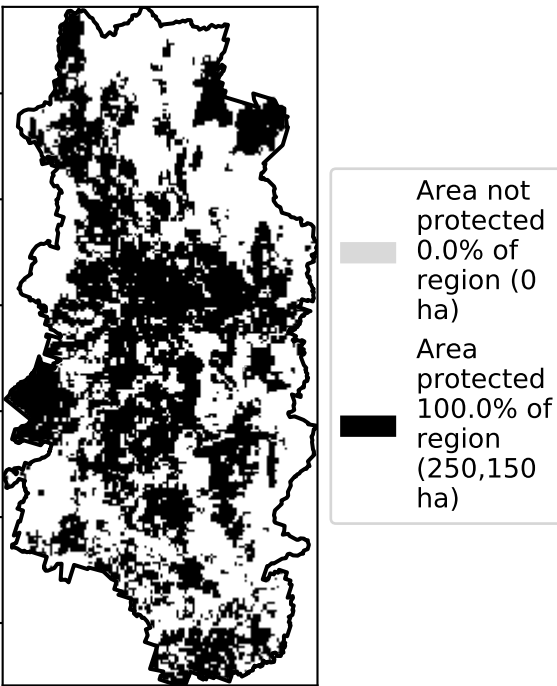 Area not
protected
0.0% of
region (0
ha)
Area
protected
100.0% of
region
(250,150
ha)